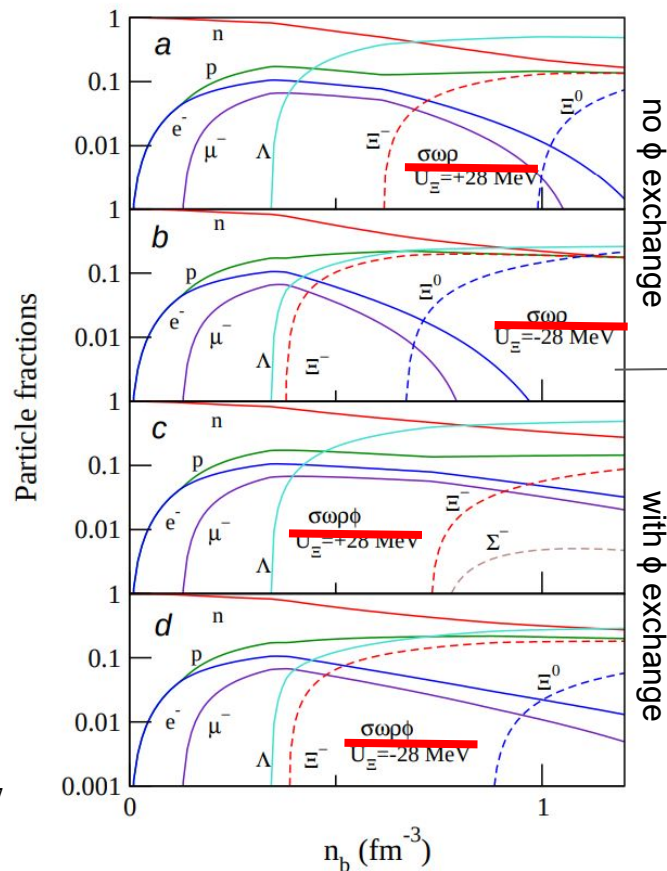 1
a
n
p
0.1
e⁻
μ⁻
Λ
Ξ⁻
Ξ⁰
0.01
σωρ
U_Ξ=+28 MeV
no ϕ exchange
1
b
n
p
0.1
e⁻
μ⁻
Λ
Ξ⁻
Ξ⁰
0.01
σωρ
U_Ξ=-28 MeV
Particle fractions
1
c
n
p
0.1
e⁻
μ⁻
Λ
Ξ⁻
Σ⁻
0.01
σωρϕ
U_Ξ=+28 MeV
with ϕ exchange
1
d
n
p
0.1
e⁻
μ⁻
Λ
Ξ⁻
Ξ⁰
0.01
σωρϕ
U_Ξ=-28 MeV
0.001
0
1
n_b (fm⁻³)